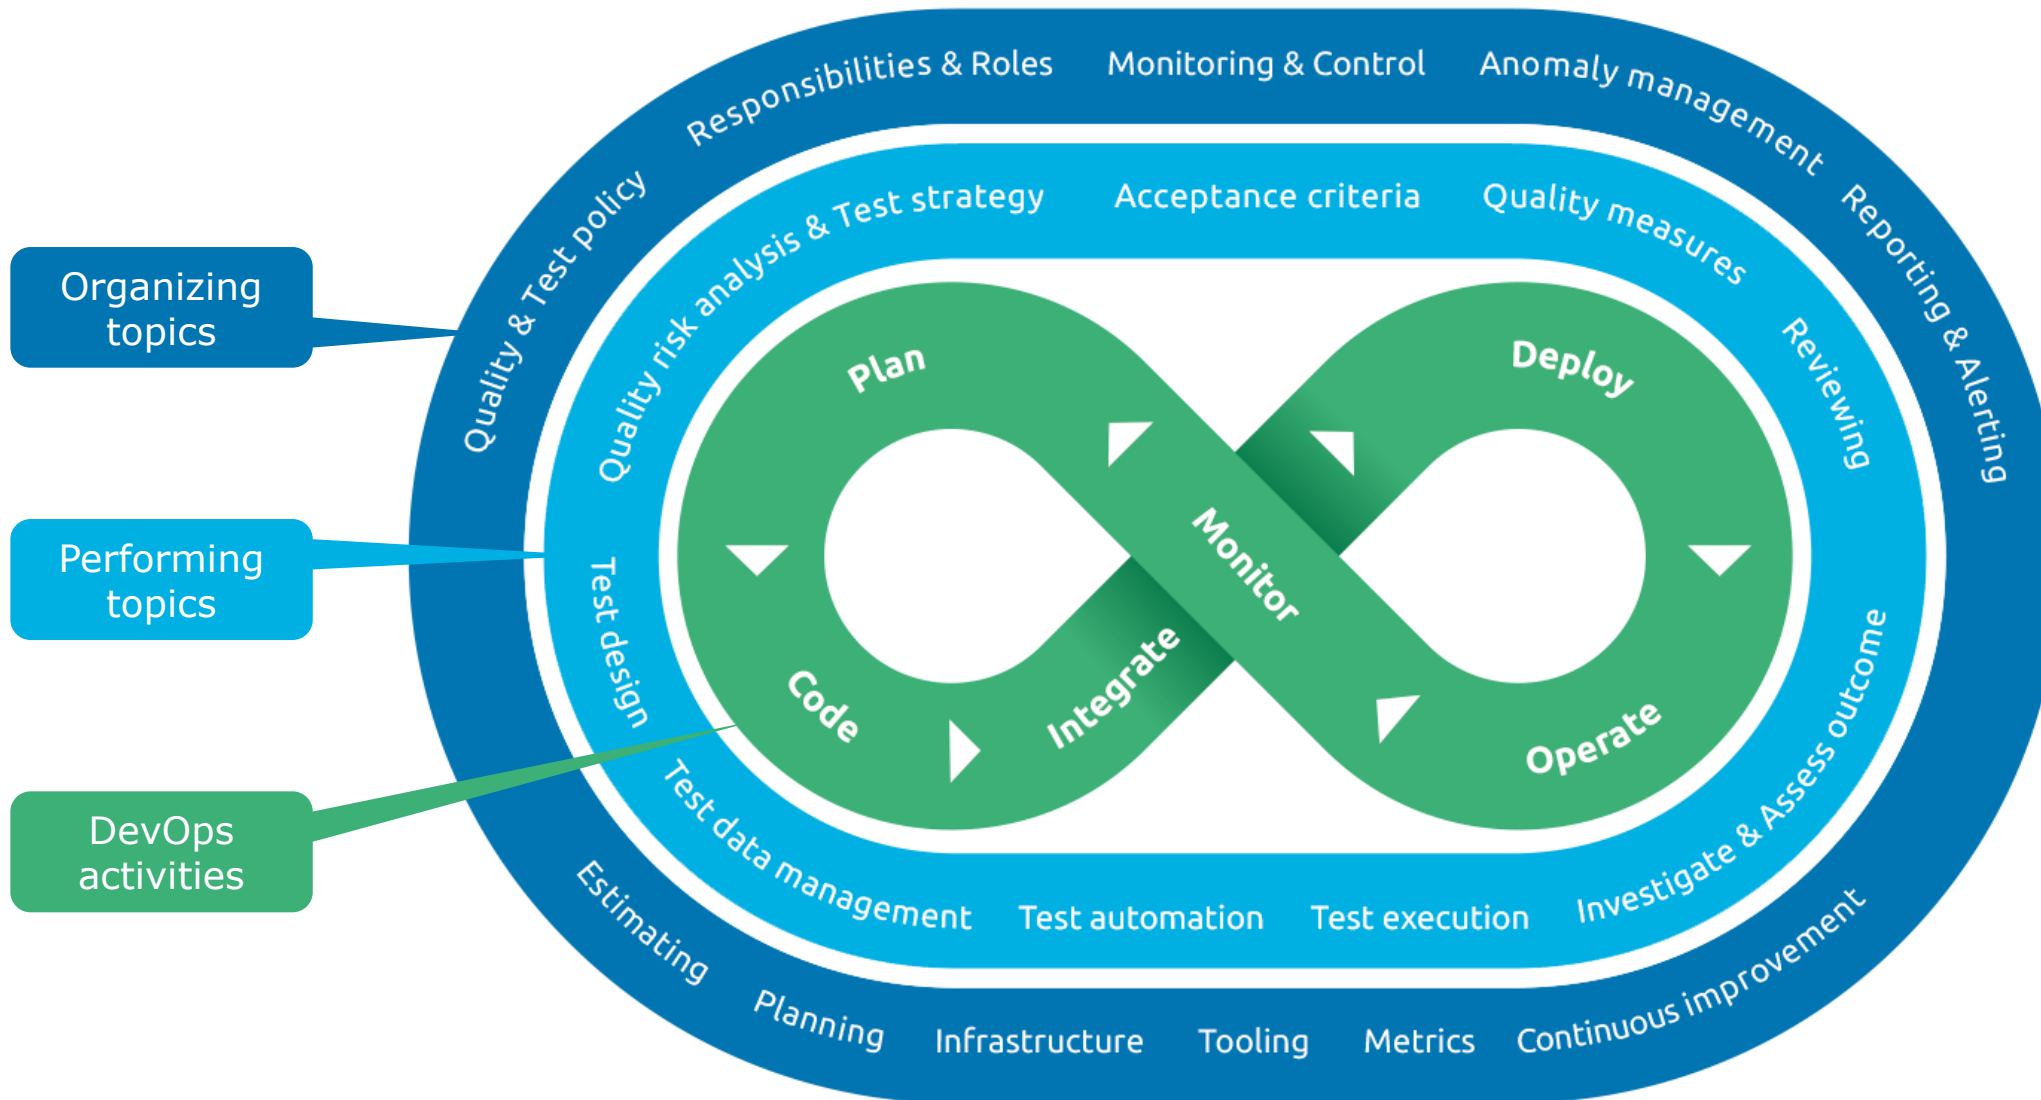 Organizing
topics
Performing
topics
DevOps
activities
Quality & Test policy
Responsibilities & Roles
Monitoring & Control
Anomaly management
Reporting & Alerting
Quality risk analysis & Test strategy
Acceptance criteria
Quality measures
Reviewing
Plan
Deploy
Monitor
Code
Integrate
Operate
Test design
Test data management
Test automation
Test execution
Investigate & Assess outcome
Estimating
Planning
Infrastructure
Tooling
Metrics
Continuous improvement